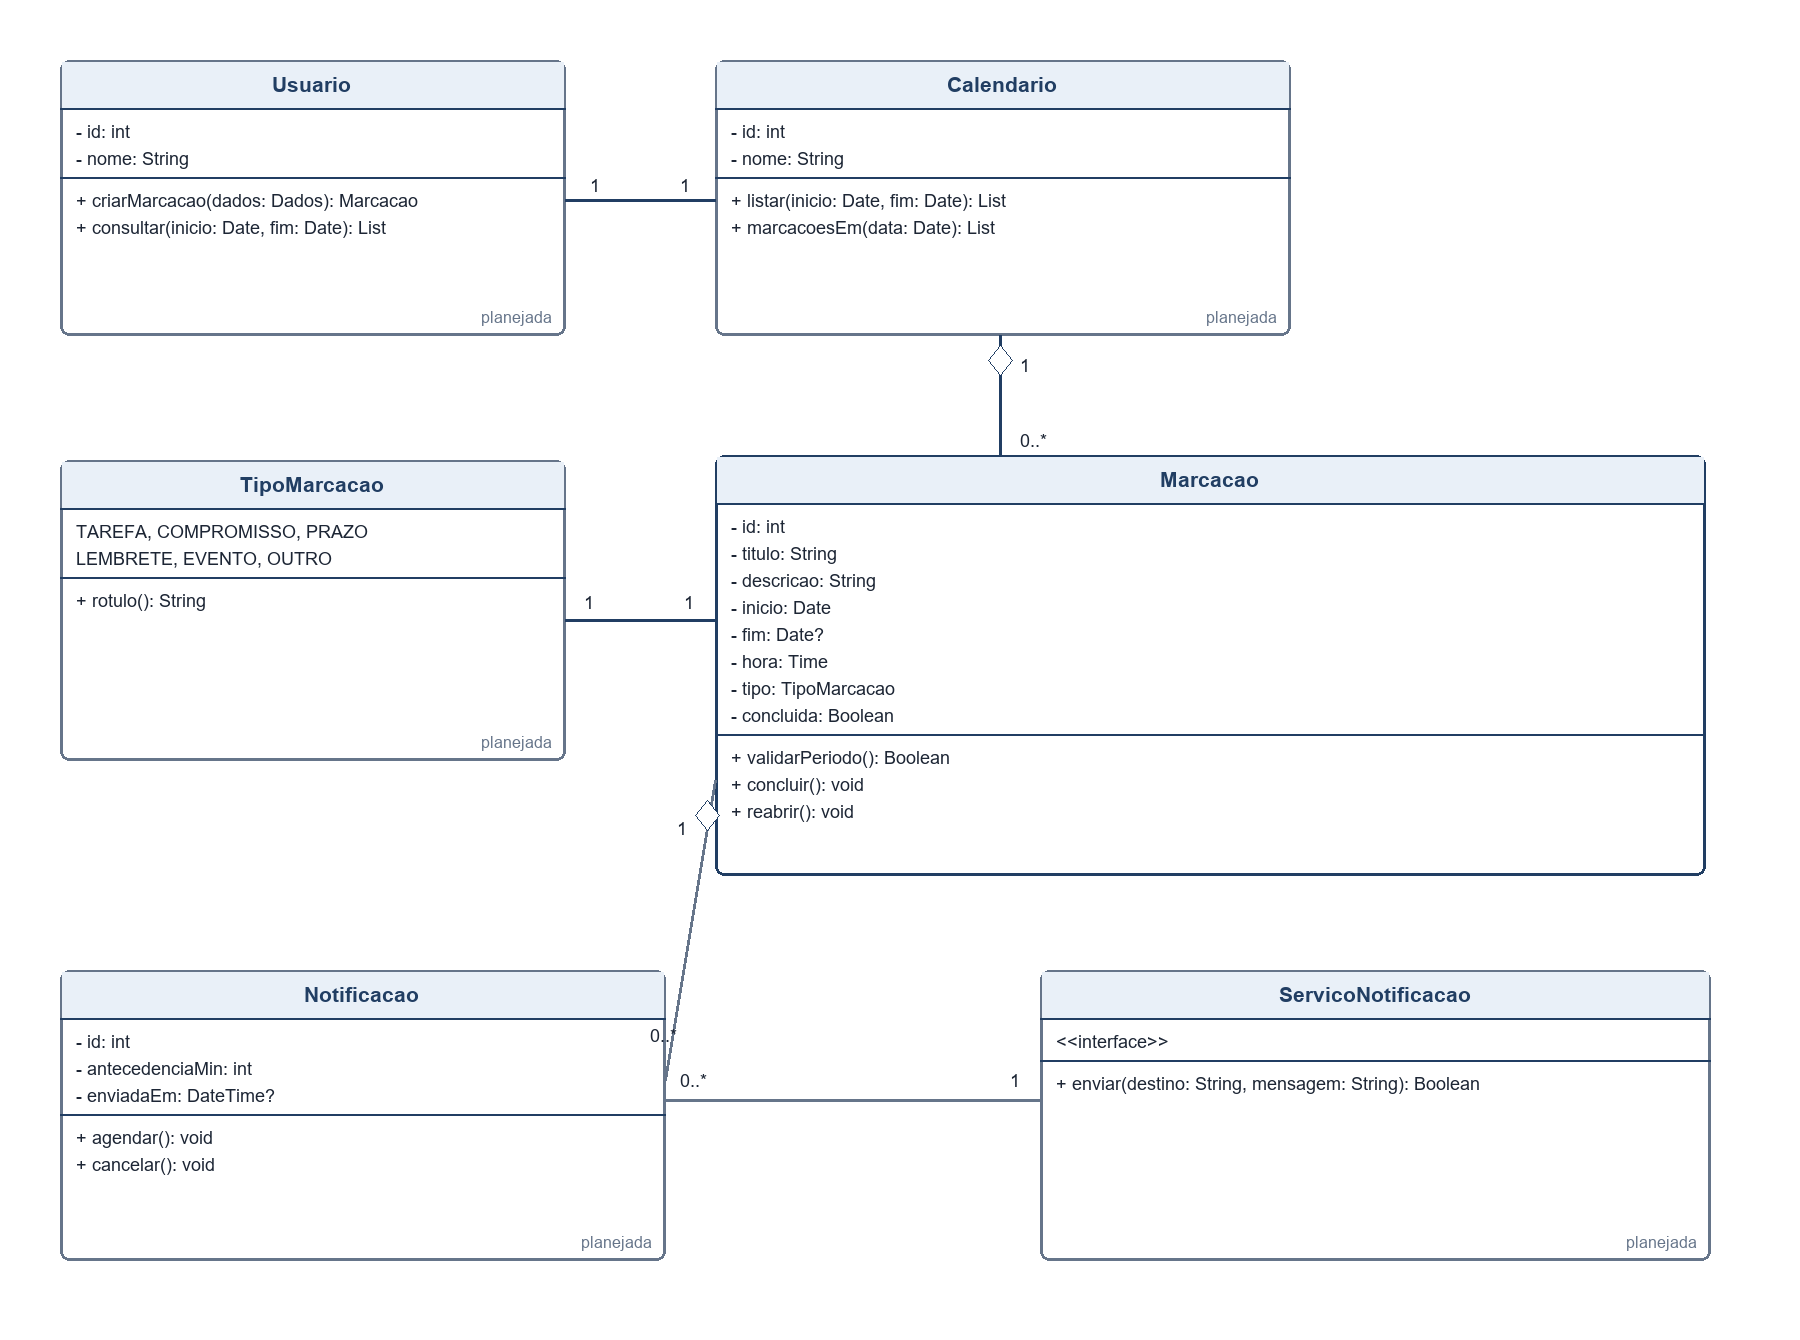 Usuario
- id: int
- nome: String
+ criarMarcacao(dados: Dados): Marcacao
+ consultar(inicio: Date, fim: Date): List
planejada
1
1
Calendario
- id: int
- nome: String
+ listar(inicio: Date, fim: Date): List
+ marcacoesEm(data: Date): List
planejada
1
0..*
TipoMarcacao
TAREFA, COMPROMISSO, PRAZO
LEMBRETE, EVENTO, OUTRO
+ rotulo(): String
planejada
1
1
Marcacao
- id: int
- titulo: String
- descricao: String
- inicio: Date
- fim: Date?
- hora: Time
- tipo: TipoMarcacao
- concluida: Boolean
+ validarPeriodo(): Boolean
+ concluir(): void
+ reabrir(): void
1
0..*
Notificacao
- id: int
- antecedenciaMin: int
- enviadaEm: DateTime?
+ agendar(): void
+ cancelar(): void
planejada
0..*
1
ServicoNotificacao
<<interface>>
+ enviar(destino: String, mensagem: String): Boolean
planejada